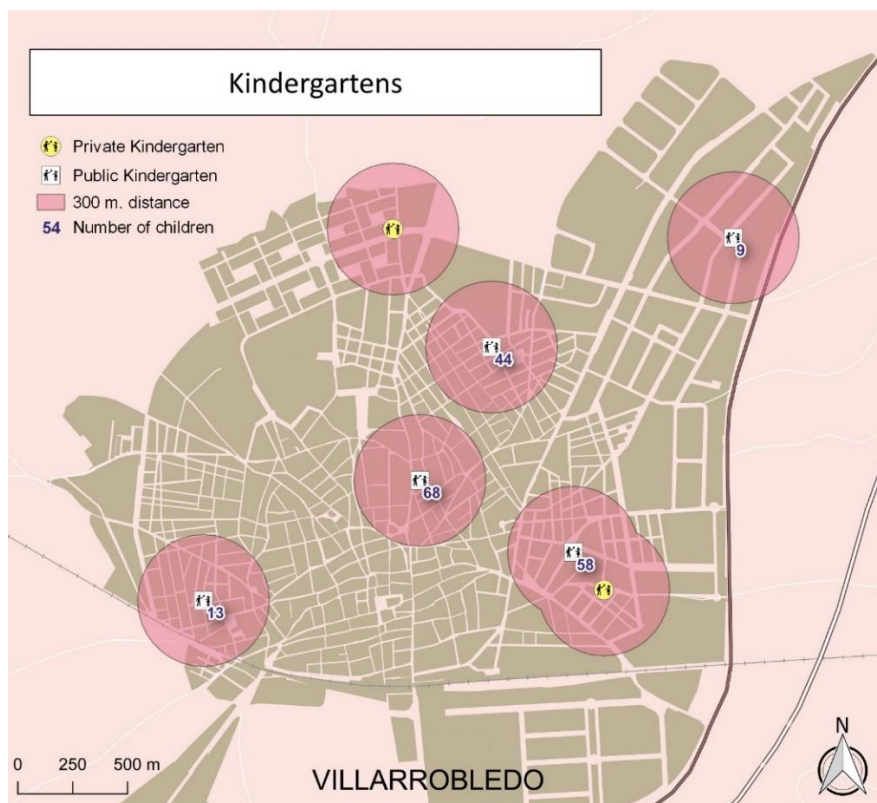 Kindergartens
Private Kindergarten
Public Kindergarten
300 m. distance
54 Number of children
9
44
68
58
13
N
0 250 500 m
VILLARROBLEDO